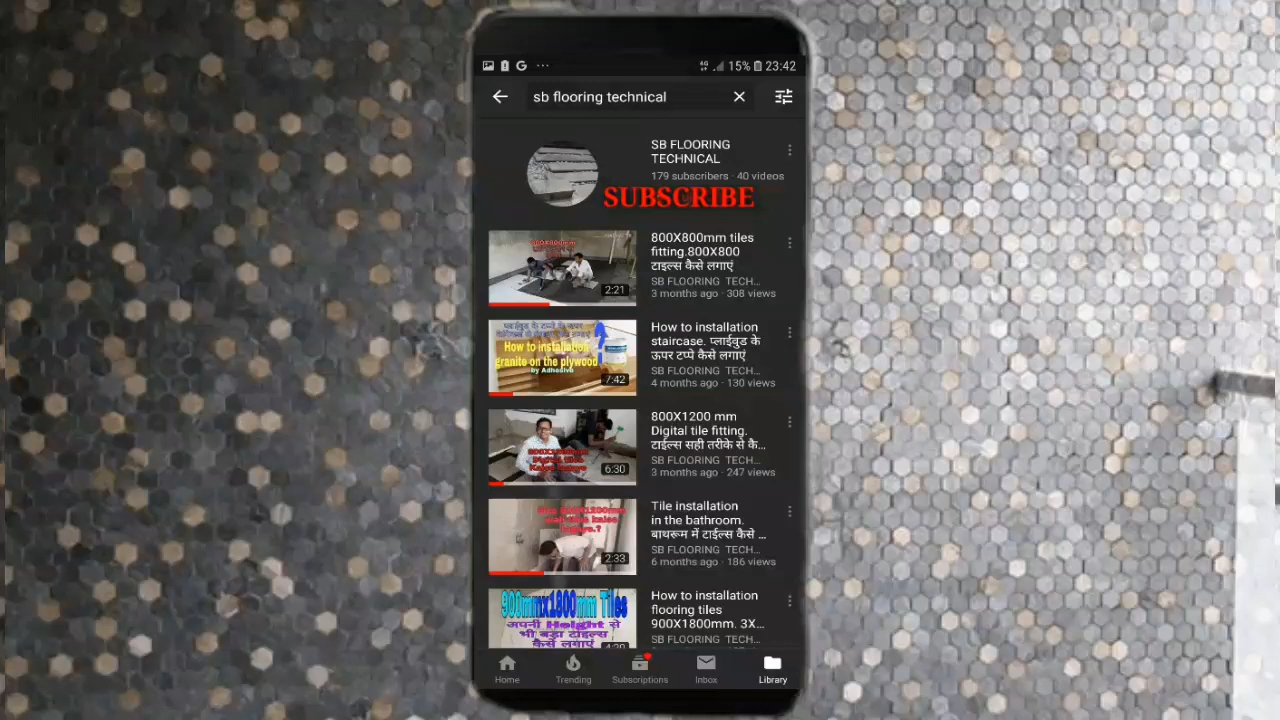 15% 23:42
sb flooring technical
SB FLOORING
TECHNICAL
179 subscribers · 40 videos
SUBSCRIBE
800X800mm tiles
fitting.800X800
टाइल्स कैसे लगाएं
SB FLOORING TECH...
3 months ago · 308 views
2:21
How to installation
staircase. प्लाईवुड के
ऊपर टप्पे कैसे लगाएं
SB FLOORING TECH...
4 months ago · 130 views
How to installation
granite on the plywood
by Adhesive
7:42
800X1200 mm
Digital tile fitting.
टाईल्स सही तरीके से कै...
SB FLOORING TECH...
3 months ago · 247 views
6:30
Tile installation
in the bathroom.
बाथरूम में टाईल्स कैसे ...
SB FLOORING TECH...
6 months ago · 186 views
2:33
How to installation
flooring tiles
900X1800mm. 3X...
SB FLOORING TECH...
900mmx1800mm Tiles
अपनी Height से
भी बड़ा टाइल्स
कैसे लगाएं
Home Trending Subscriptions Inbox Library